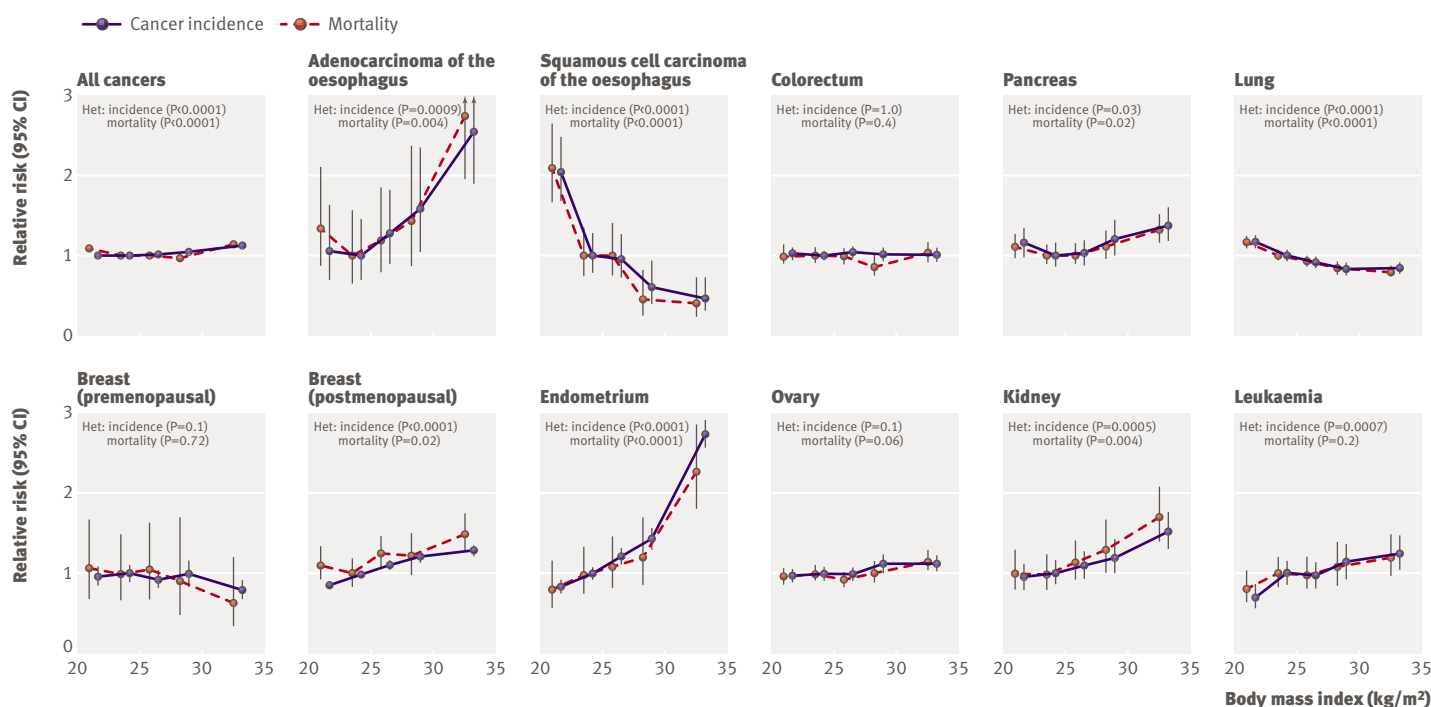 Cancer incidence
Mortality
All cancers
Adenocarcinoma of the
oesophagus
Squamous cell carcinoma
of the oesophagus
Colorectum
Pancreas
Lung
Relative risk (95% CI)
3
2
1
0
Het: incidence (P<0.0001)
mortality (P<0.0001)
Het: incidence (P=0.0009)
mortality (P=0.004)
Het: incidence (P<0.0001)
mortality (P<0.0001)
Het: incidence (P=1.0)
mortality (P=0.4)
Het: incidence (P=0.03)
mortality (P=0.02)
Het: incidence (P<0.0001)
mortality (P<0.0001)
Breast
(premenopausal)
Breast
(postmenopausal)
Endometrium
Ovary
Kidney
Leukaemia
Relative risk (95% CI)
3
2
1
0
Het: incidence (P=0.1)
mortality (P=0.72)
Het: incidence (P<0.0001)
mortality (P=0.02)
Het: incidence (P<0.0001)
mortality (P<0.0001)
Het: incidence (P=0.1)
mortality (P=0.06)
Het: incidence (P=0.0005)
mortality (P=0.004)
Het: incidence (P=0.0007)
mortality (P=0.2)
20 25 30 35
20 25 30 35
20 25 30 35
20 25 30 35
20 25 30 35
20 25 30 35
Body mass index (kg/m²)